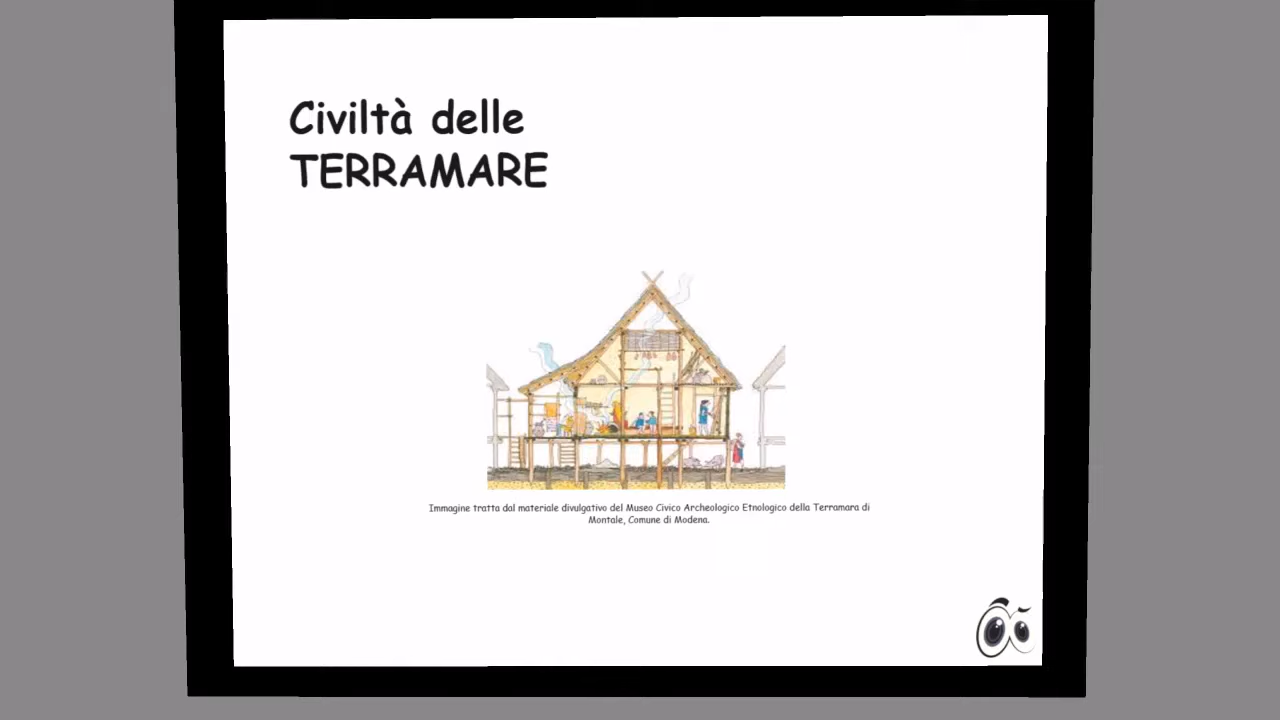 Civiltà delle
TERRAMARE
Immagine tratta dal materiale divulgativo del Museo Civico Archeologico Etnologico della Terramara di
Montale, Comune di Modena.